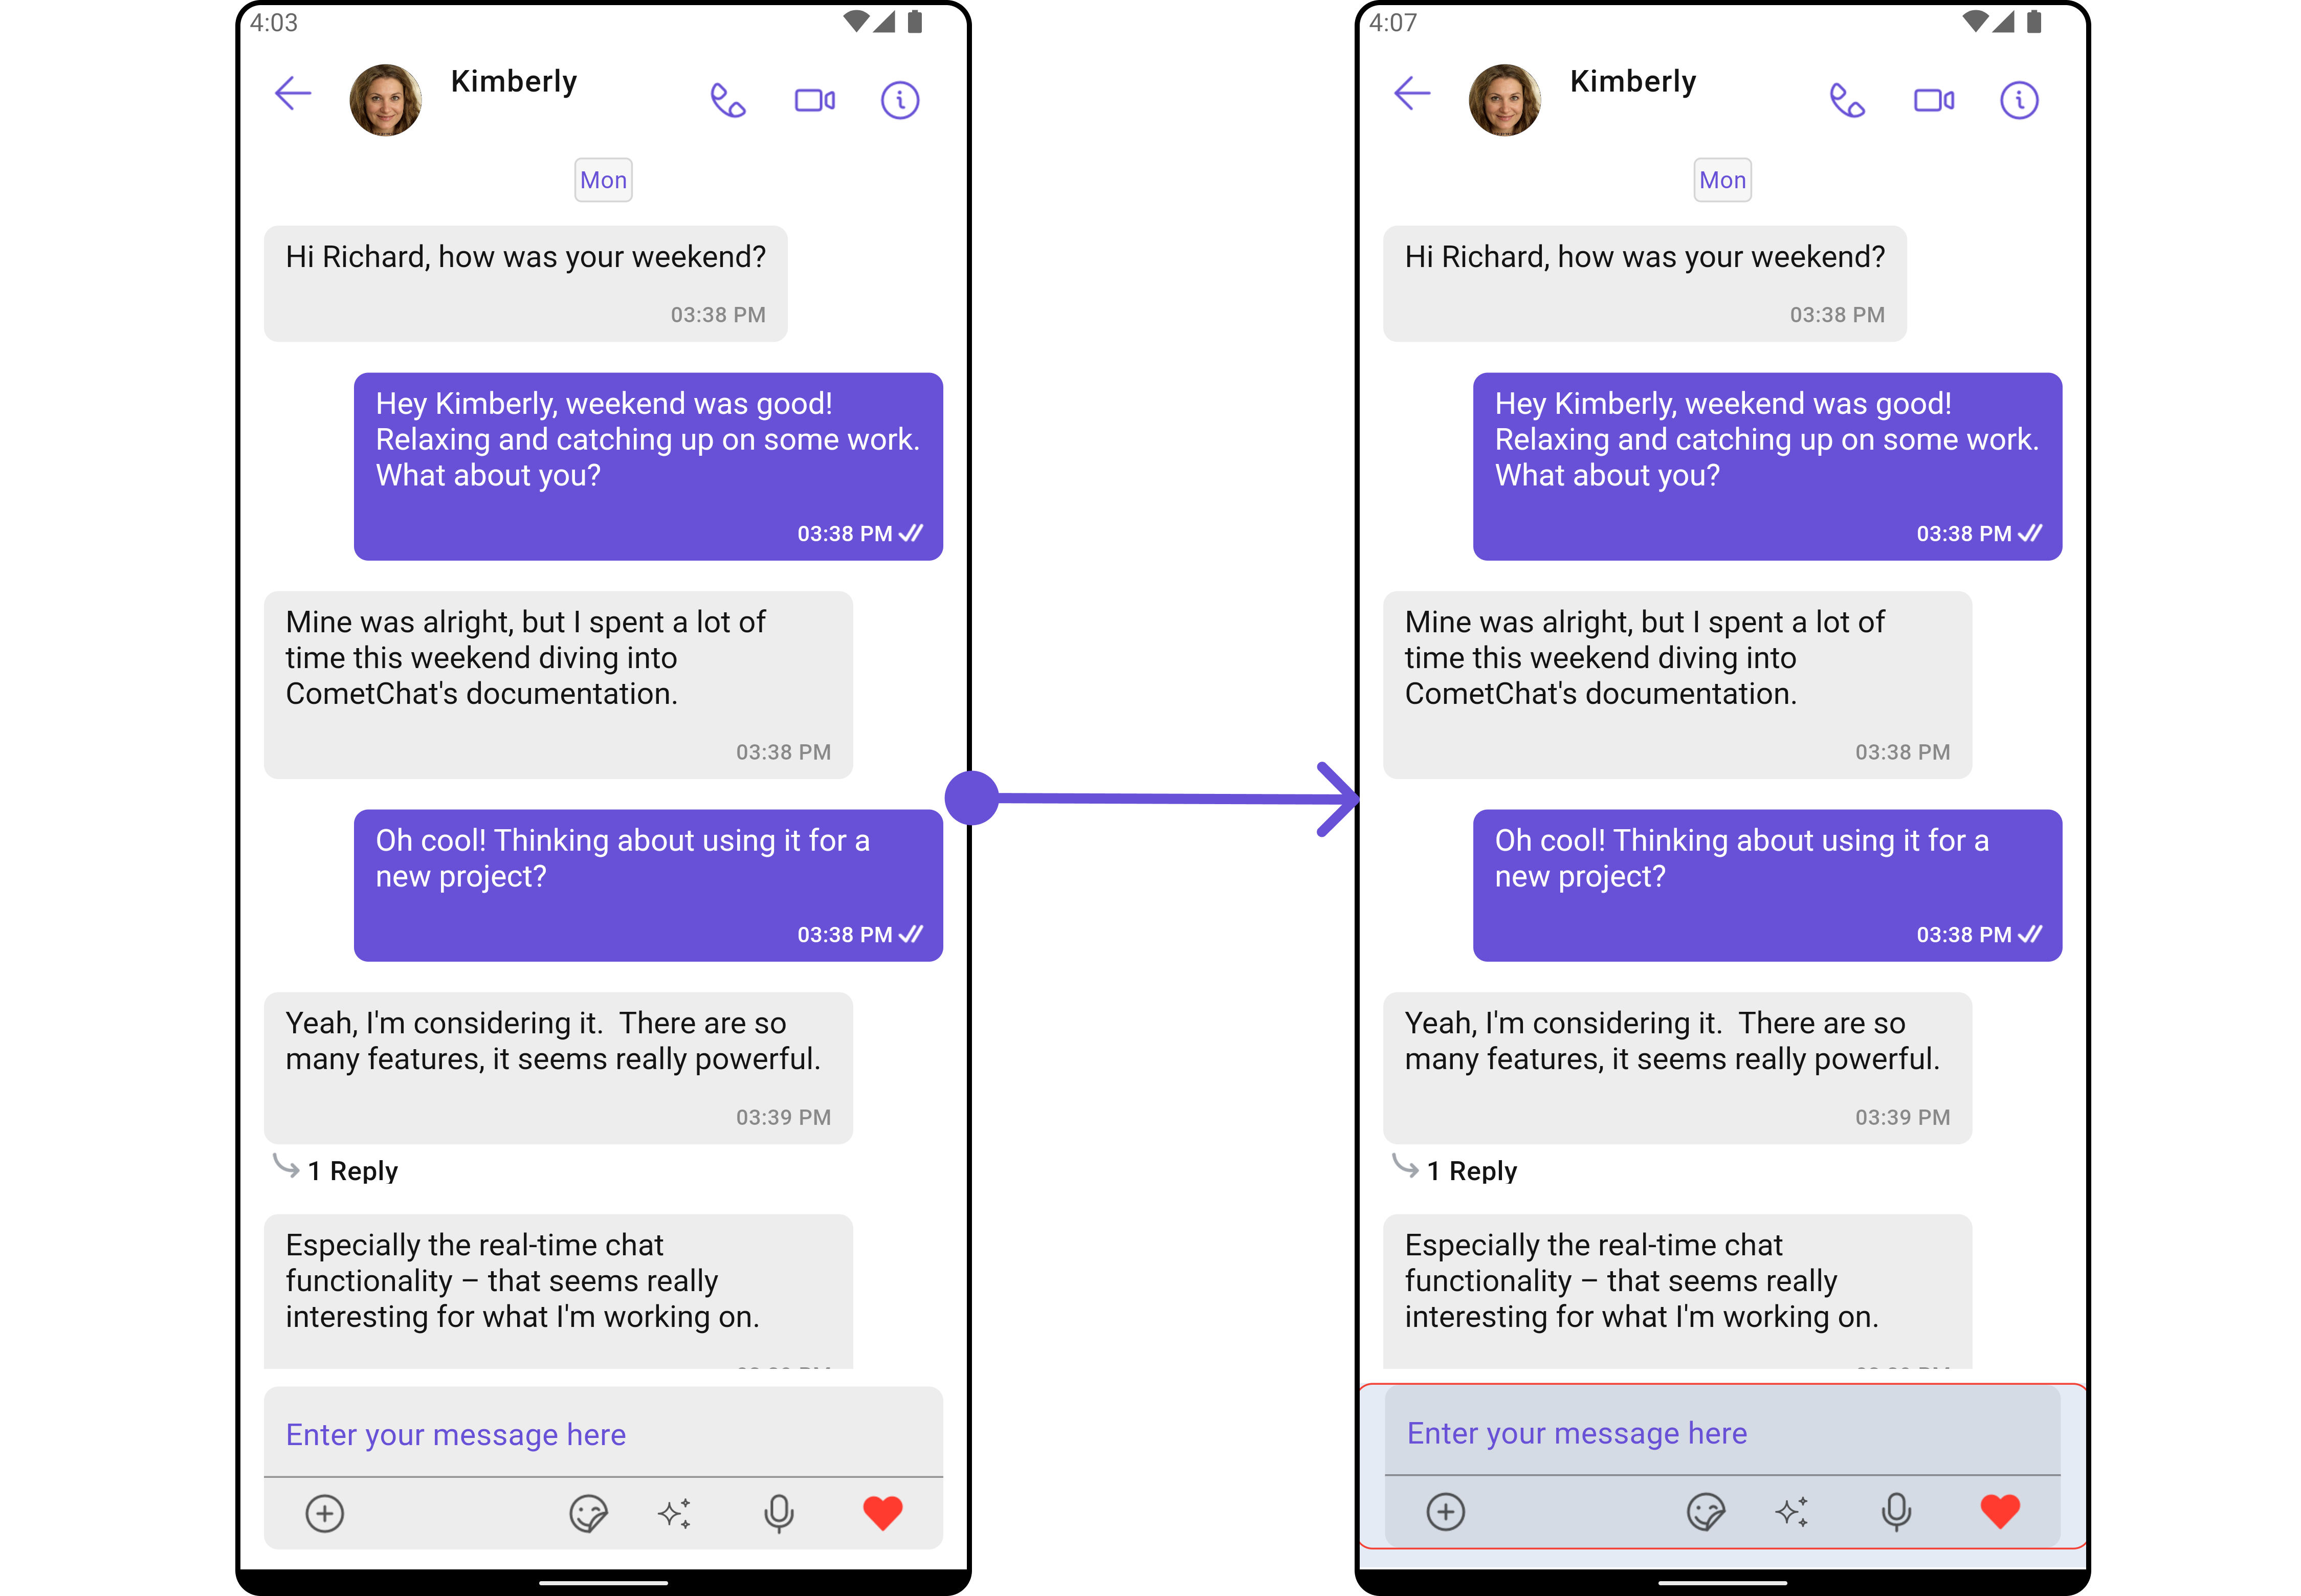 4:03
Kimberly
Mon
Hi Richard, how was your weekend?
03:38 PM
Hey Kimberly, weekend was good!
Relaxing and catching up on some work.
What about you?
03:38 PM
Mine was alright, but I spent a lot of
time this weekend diving into
CometChat's documentation.
03:38 PM
Oh cool! Thinking about using it for a
new project?
03:38 PM
Yeah, I'm considering it.  There are so
many features, it seems really powerful.
03:39 PM
1 Reply
Especially the real-time chat
functionality – that seems really
interesting for what I'm working on.
Enter your message here
4:07
Kimberly
Mon
Hi Richard, how was your weekend?
03:38 PM
Hey Kimberly, weekend was good!
Relaxing and catching up on some work.
What about you?
03:38 PM
Mine was alright, but I spent a lot of
time this weekend diving into
CometChat's documentation.
03:38 PM
Oh cool! Thinking about using it for a
new project?
03:38 PM
Yeah, I'm considering it.  There are so
many features, it seems really powerful.
03:39 PM
1 Reply
Especially the real-time chat
functionality – that seems really
interesting for what I'm working on.
Enter your message here